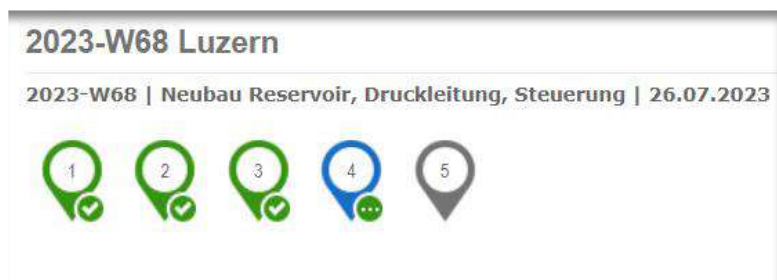 2023-W68 Luzern
2023-W68 | Neubau Reservoir, Druckleitung, Steuerung | 26.07.2023
1 2 3 4 5